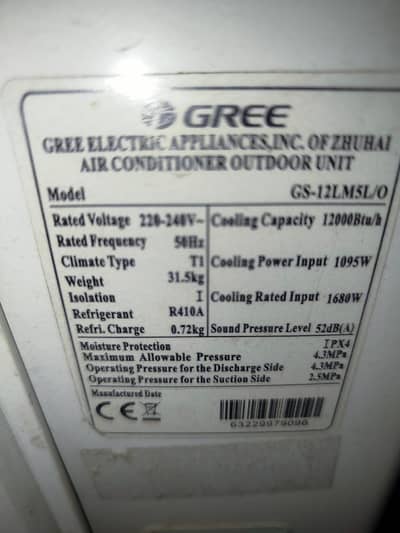 GREE
GREE ELECTRIC APPLIANCES,INC. OF ZHUHAI
AIR CONDITIONER OUTDOOR UNIT
Model GS-12LM5L/O
Rated Voltage 220-240V~ Cooling Capacity 12000Btu/h
Rated Frequency 50Hz
Climate Type T1 Cooling Power Input 1095W
Weight 31.5kg
Isolation I Cooling Rated Input 1680W
Refrigerant R410A
Refri. Charge 0.72kg Sound Pressure Level 52dB(A)
Moisture Protection IPX4
Maximum Allowable Pressure 4.3MPa
Operating Pressure for the Discharge Side 4.3MPa
Operating Pressure for the Suction Side 2.5MPa
Manufactured Date
CE
63229979096